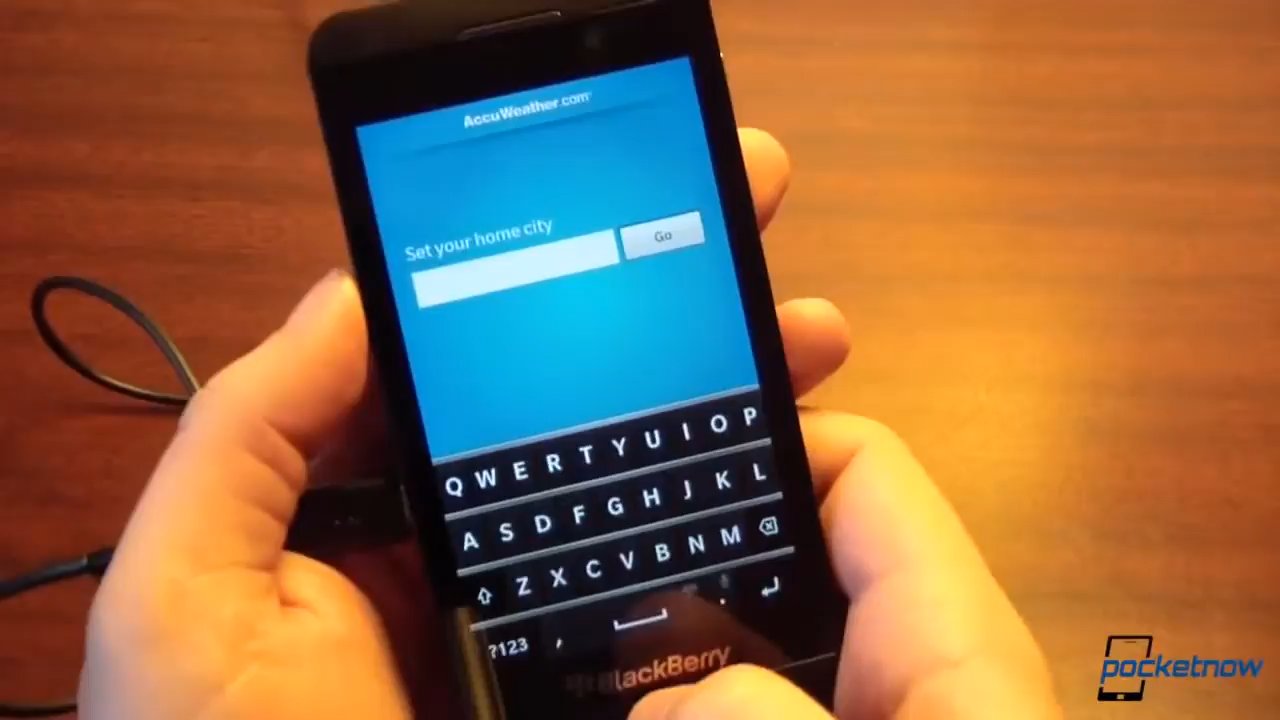 AccuWeather.com
Set your home city
Go
Q W E R T Y U I O P
A S D F G H J K L
Z X C V B N M
?123 , .
BlackBerry
pocketnow